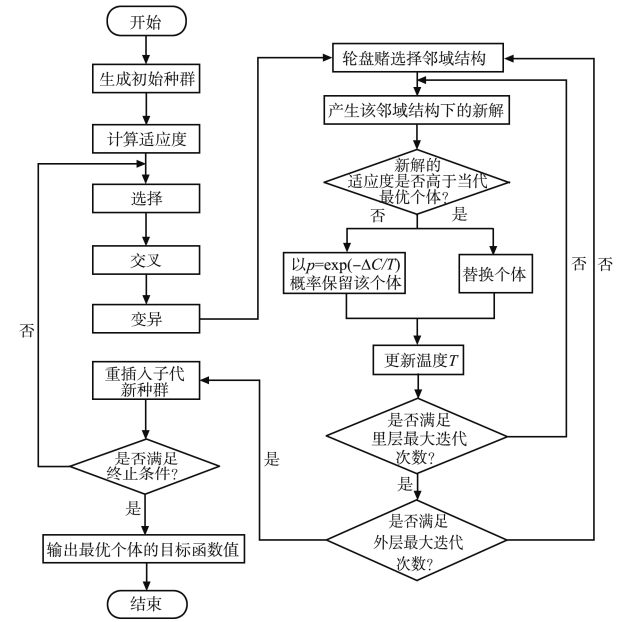 开始
生成初始种群
计算适应度
选择
交叉
变异
否
重插入子代
新种群
是否满足
终止条件?
是
输出最优个体的目标函数值
结束
轮盘赌选择邻域结构
产生该邻域结构下的新解
新解的
适应度是否高于当代
最优个体?
否
是
以p=exp(−ΔC/T)
概率保留该个体
替换个体
更新温度T
是否满足
里层最大迭代
次数?
否
否
是
是
是否满足
外层最大迭代
次数?